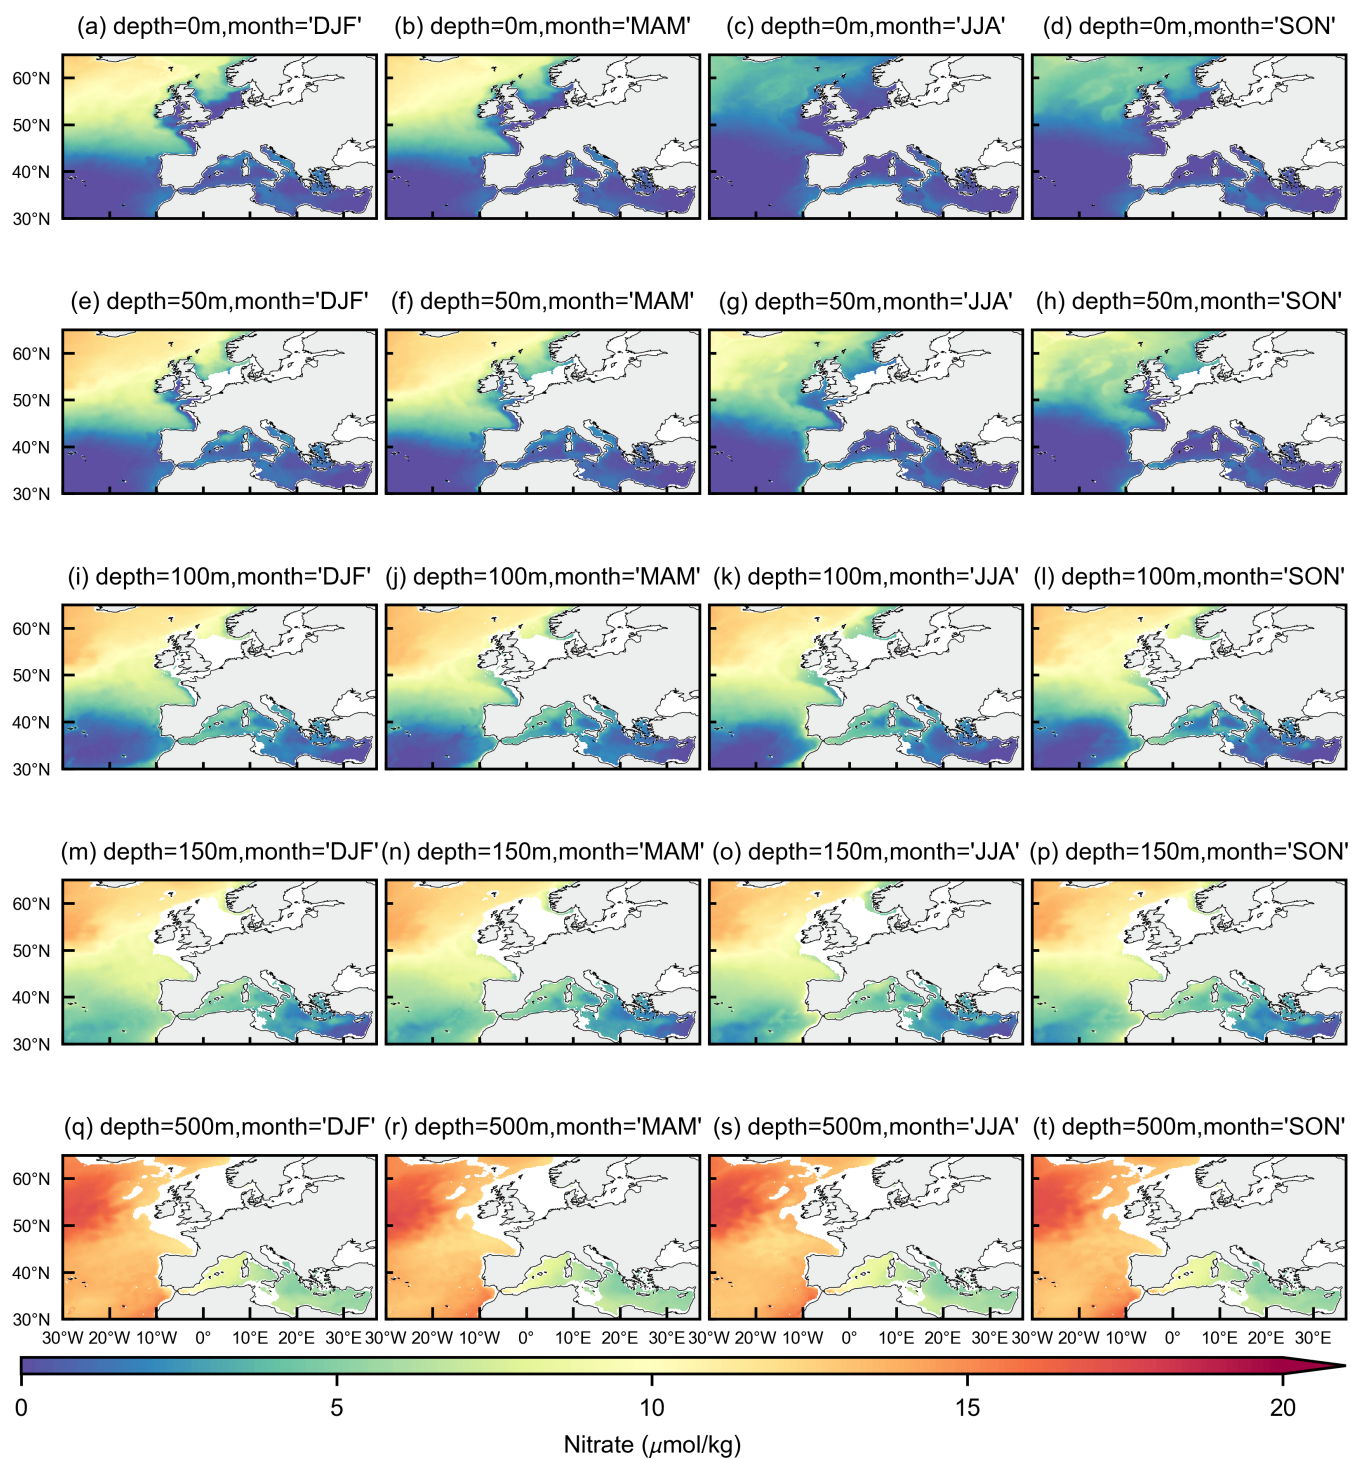 (a) depth=0m,month='DJF' (b) depth=0m,month='MAM' (c) depth=0m,month='JJA' (d) depth=0m,month='SON'
60°N
50°N
40°N
30°N
(e) depth=50m,month='DJF' (f) depth=50m,month='MAM' (g) depth=50m,month='JJA' (h) depth=50m,month='SON'
60°N
50°N
40°N
30°N
(i) depth=100m,month='DJF' (j) depth=100m,month='MAM' (k) depth=100m,month='JJA' (l) depth=100m,month='SON'
60°N
50°N
40°N
30°N
(m) depth=150m,month='DJF' (n) depth=150m,month='MAM' (o) depth=150m,month='JJA' (p) depth=150m,month='SON'
60°N
50°N
40°N
30°N
(q) depth=500m,month='DJF' (r) depth=500m,month='MAM' (s) depth=500m,month='JJA' (t) depth=500m,month='SON'
60°N
50°N
40°N
30°N
30°W 20°W 10°W 0° 10°E 20°E 30°E 30°W 20°W 10°W 0° 10°E 20°E 30°E 30°W 20°W 10°W 0° 10°E 20°E 30°E 30°W 20°W 10°W 0° 10°E 20°E 30°E
0 5 10 15 20
Nitrate (μmol/kg)